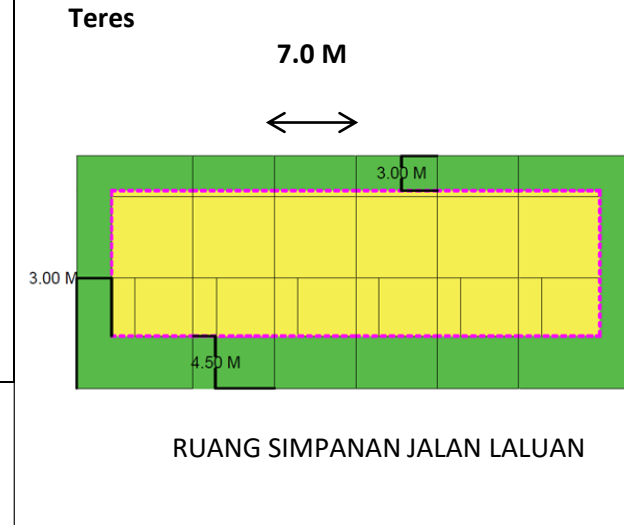 Teres
7.0 M
3.00 M
3.00 M
4.50 M
RUANG SIMPANAN JALAN LALUAN